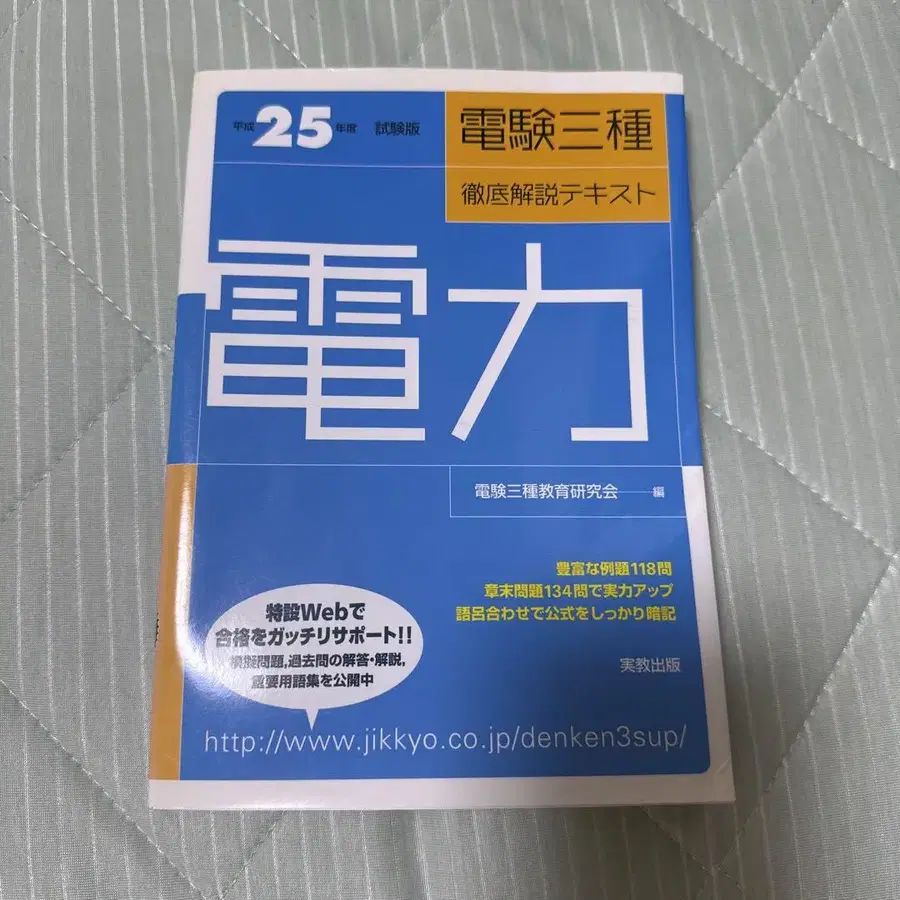 平成25年度 試験版
電験三種
徹底解説テキスト
電力
電験三種教育研究会 編
豊富な例題118問
章末問題134問で実力アップ
語呂合わせで公式をしっかり暗記
特設Webで
合格をガッチリサポート!!
模擬問題,過去問の解答・解説,
重要用語集を公開中
実教出版
http://www.jikkyo.co.jp/denken3sup/